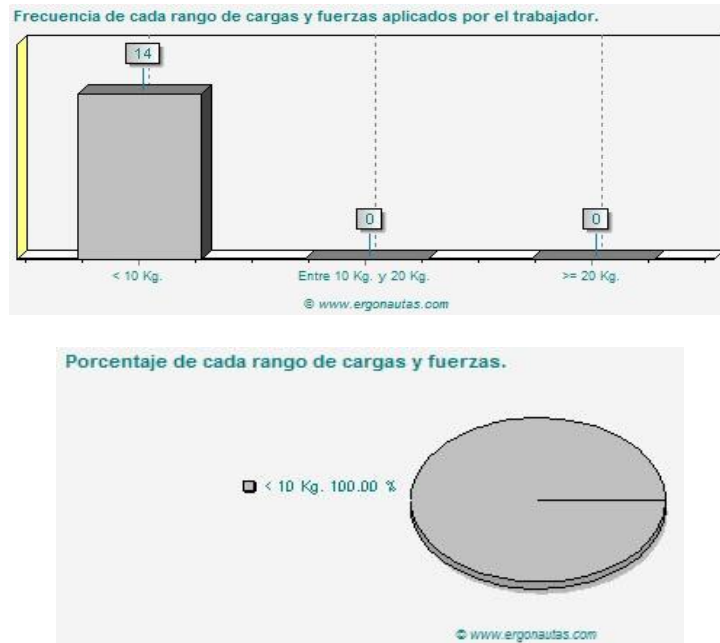 Frecuencia de cada rango de cargas y fuerzas aplicados por el trabajador.
14
0
0
< 10 Kg.
Entre 10 Kg. y 20 Kg.
>= 20 Kg.
© www.ergonautas.com
Porcentaje de cada rango de cargas y fuerzas.
< 10 Kg. 100.00 %
© www.ergonautas.com